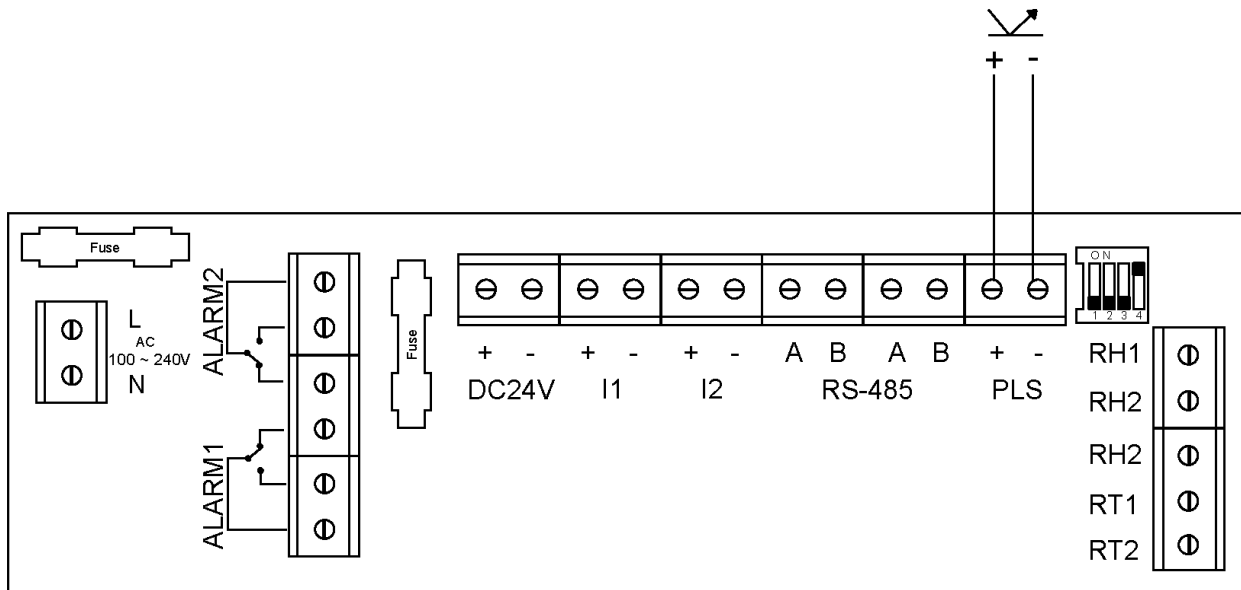 + -
Fuse
ALARM2
L
AC
100 ~ 240V
N
ALARM1
Fuse
+ - + - + - A B A B + -
DC24V I1 I2 RS-485 PLS
ON
1 2 3 4
RH1
RH2
RH2
RT1
RT2